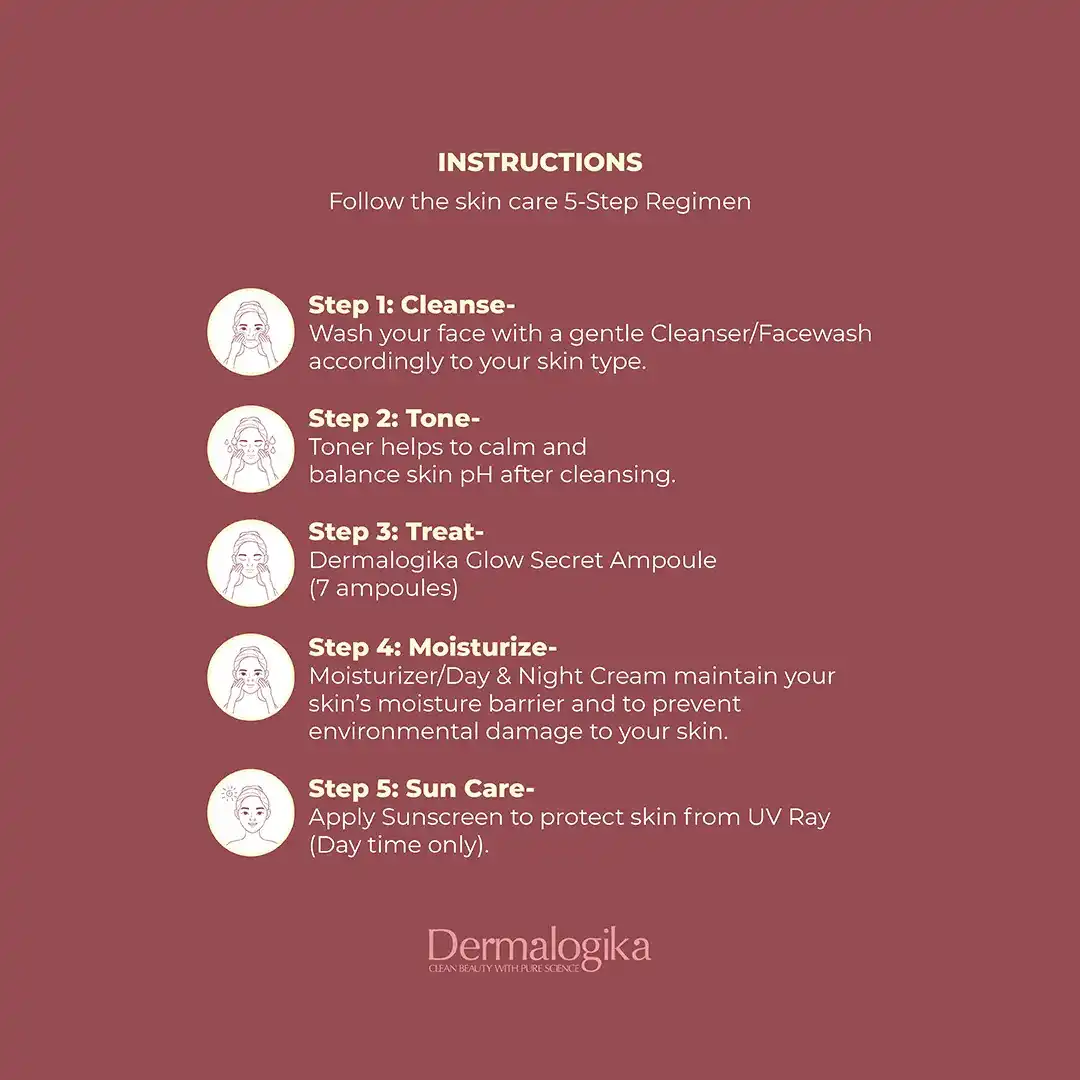 INSTRUCTIONS
Follow the skin care 5-Step Regimen
Step 1: Cleanse-
Wash your face with a gentle Cleanser/Facewash
accordingly to your skin type.
Step 2: Tone-
Toner helps to calm and
balance skin pH after cleansing.
Step 3: Treat-
Dermalogika Glow Secret Ampoule
(7 ampoules)
Step 4: Moisturize-
Moisturizer/Day & Night Cream maintain your
skin’s moisture barrier and to prevent
environmental damage to your skin.
Step 5: Sun Care-
Apply Sunscreen to protect skin from UV Ray
(Day time only).
Dermalogika
CLEAN BEAUTY WITH PURE SCIENCE